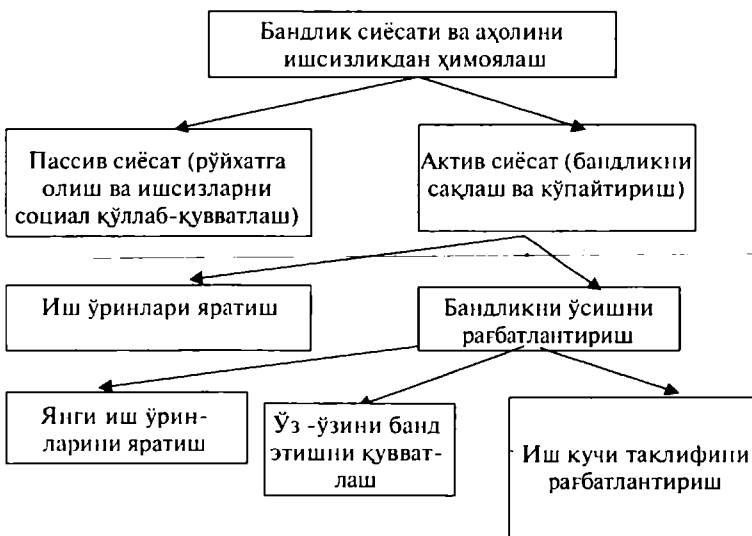 Бандлик сиёсати ва аҳолини
ишсизликдан ҳимоялаш
Пассив сиёсат (рўйхатга
олиш ва ишсизларни
социал қўллаб-қувватлаш)
Актив сиёсат (бандликни
сақлаш ва кўпайтириш)
Иш ўринлари яратиш
Бандликни ўсишни
рағбатлантириш
Янги иш ўрин-
ларини яратиш
Ўз -ўзини банд
этишни қувват-
лаш
Иш кучи таклифини
рағбатлантириш